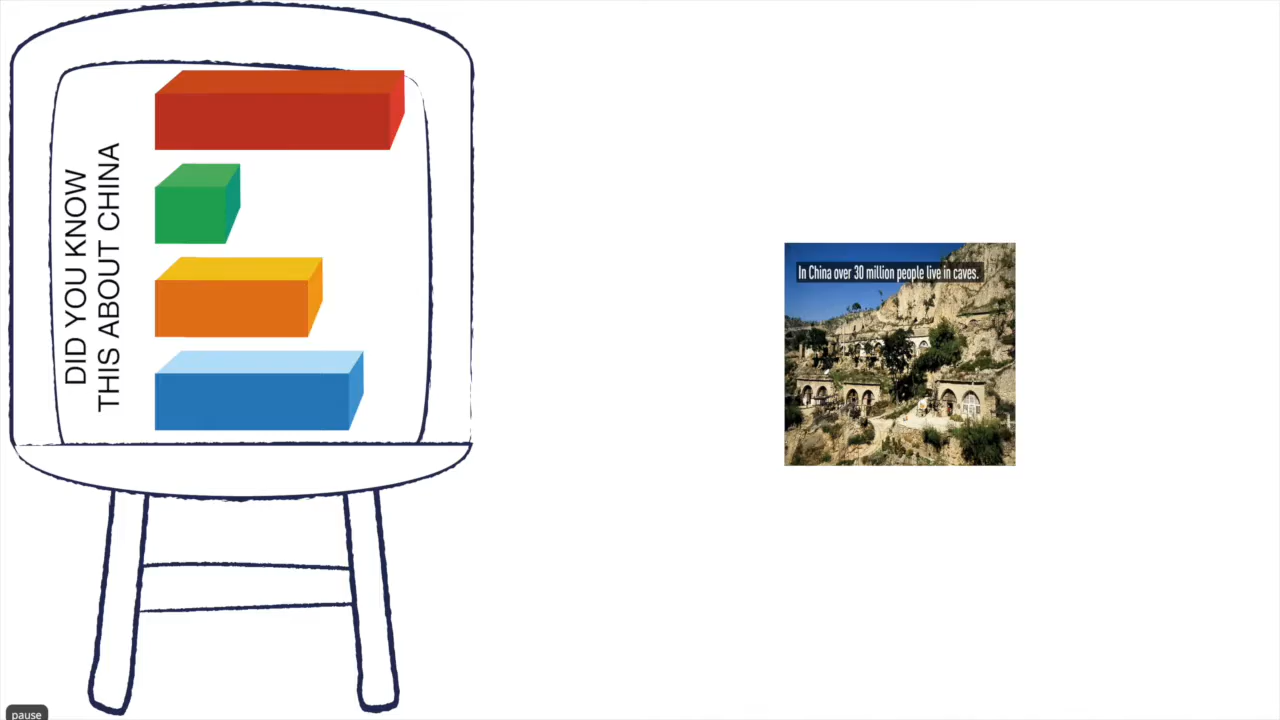 DID YOU KNOW
THIS ABOUT CHINA
In China over 30 million people live in caves.
pause